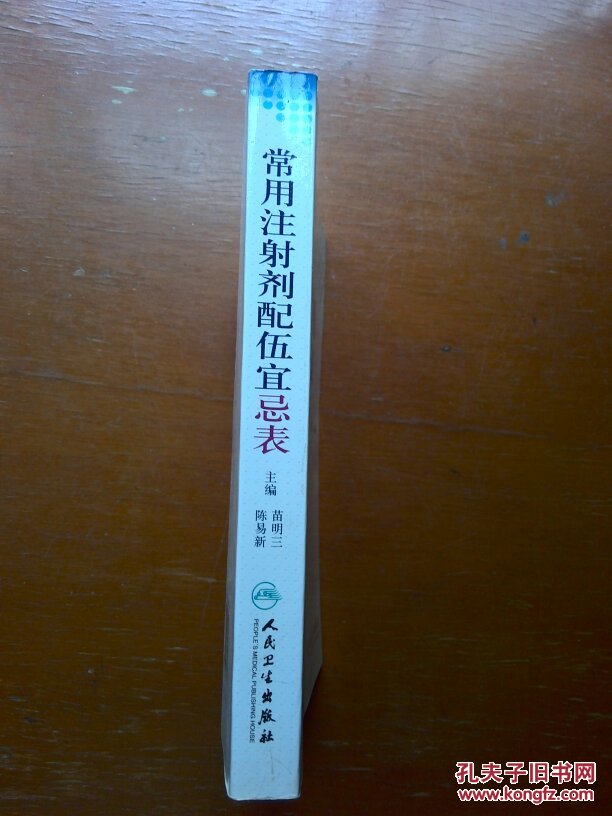 常用注射剂配伍宜忌表
主编
苗明三
陈易新
人民卫生出版社
PEOPLE'S MEDICAL PUBLISHING HOUSE
孔夫子旧书网
www.kongfz.com